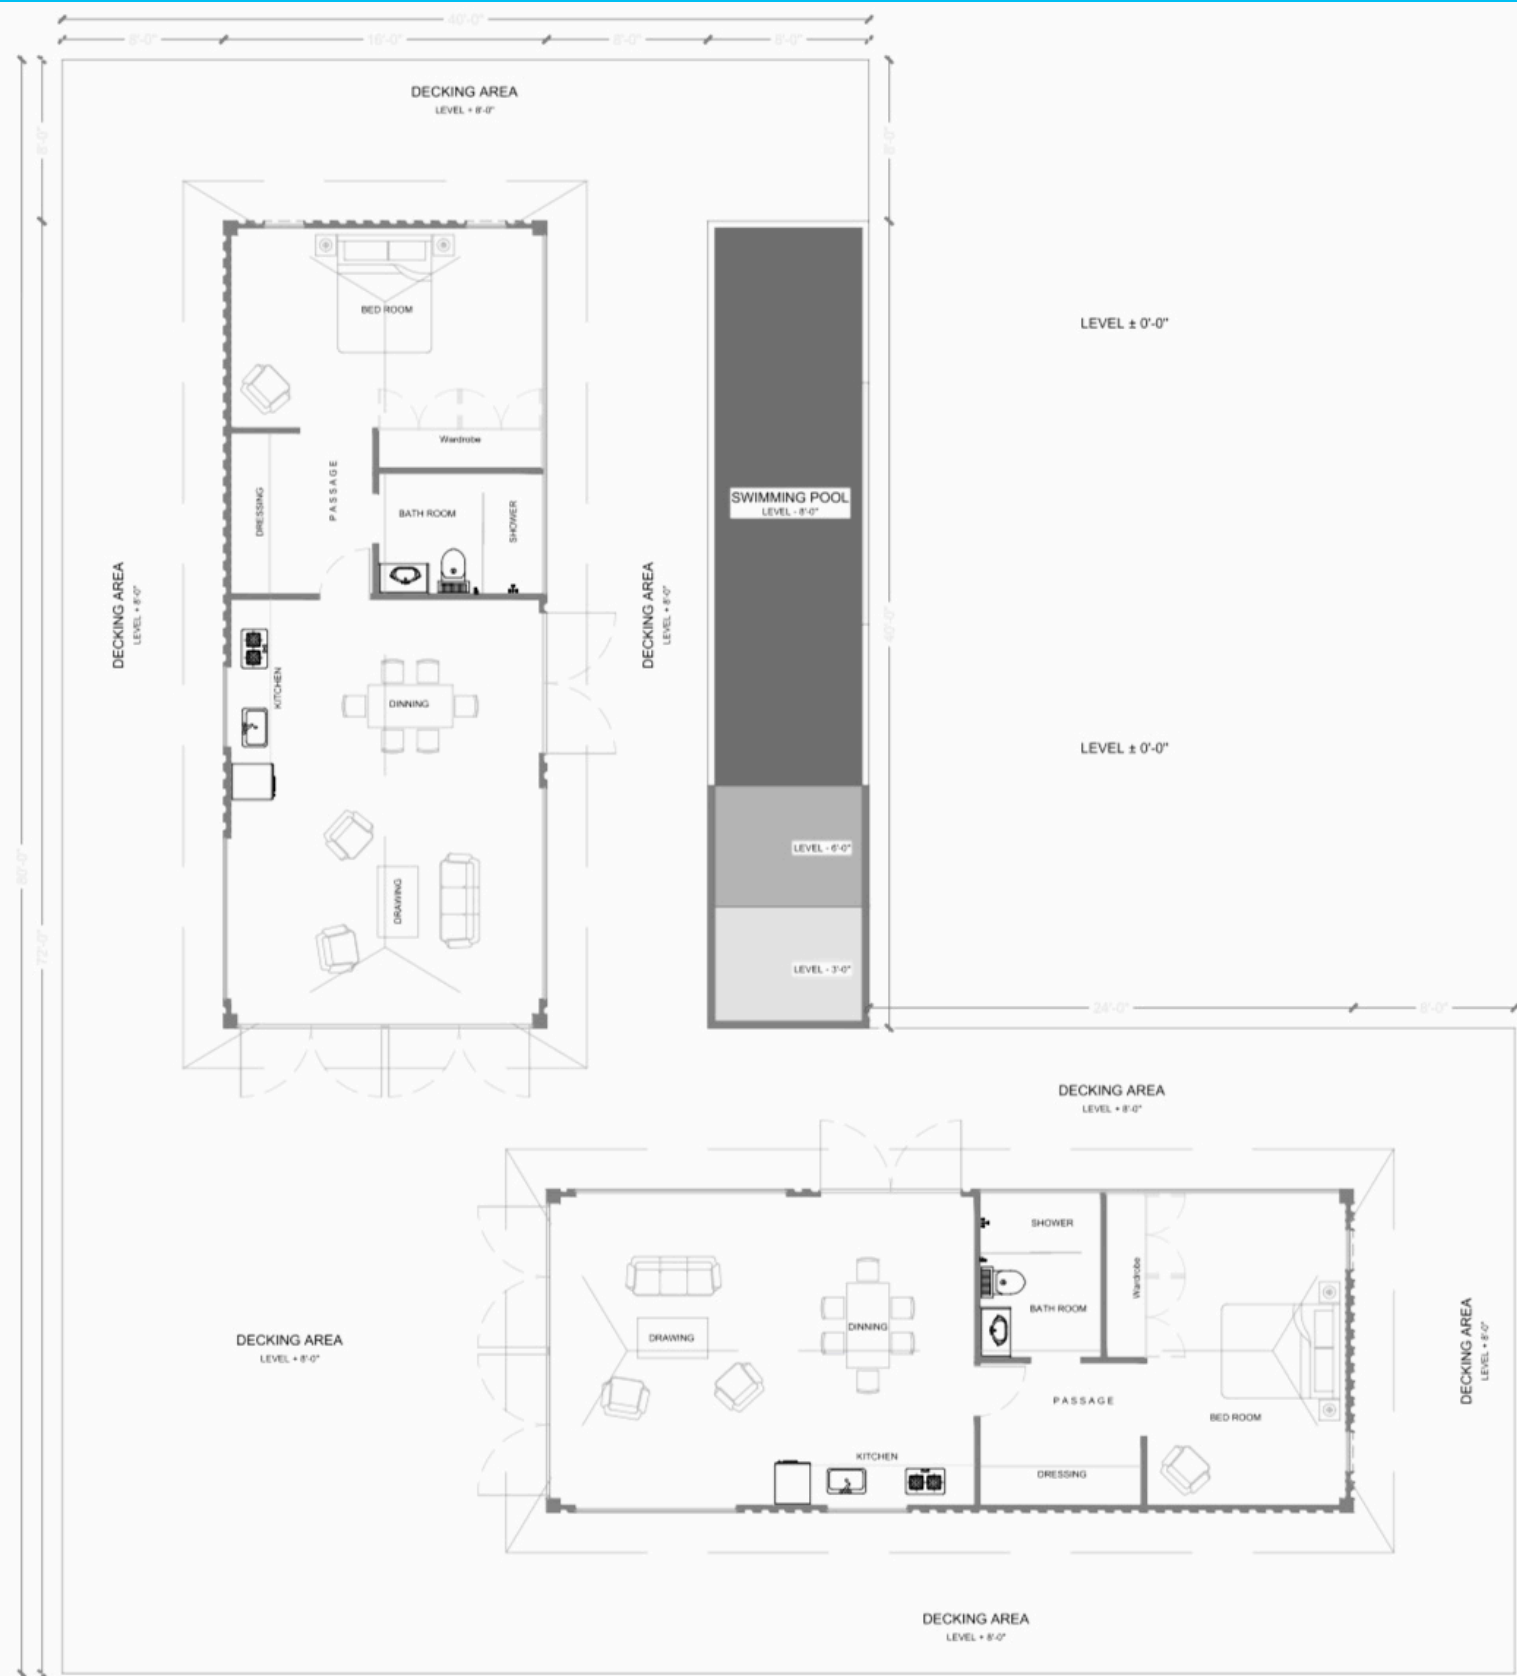 40'-0"
8'-0"
16'-0"
8'-0"
8'-0"
DECKING AREA
LEVEL + 8'-0"
8'-0"
8'-0"
BED ROOM
LEVEL ± 0'-0"
Wardrobe
PASSAGE
DRESSING
BATH ROOM
SHOWER
SWIMMING POOL
LEVEL - 8'-0"
DECKING AREA
LEVEL + 8'-0"
DECKING AREA
LEVEL + 8'-0"
40'-0"
KITCHEN
DINNING
LEVEL ± 0'-0"
80'-0"
72'-0"
DRAWING
LEVEL - 6'-0"
LEVEL - 3'-0"
24'-0"
8'-0"
DECKING AREA
LEVEL + 8'-0"
SHOWER
Wardrobe
BATH ROOM
DINNING
DRAWING
DECKING AREA
LEVEL + 8'-0"
DECKING AREA
LEVEL + 8'-0"
PASSAGE
BED ROOM
KITCHEN
DRESSING
DECKING AREA
LEVEL + 8'-0"